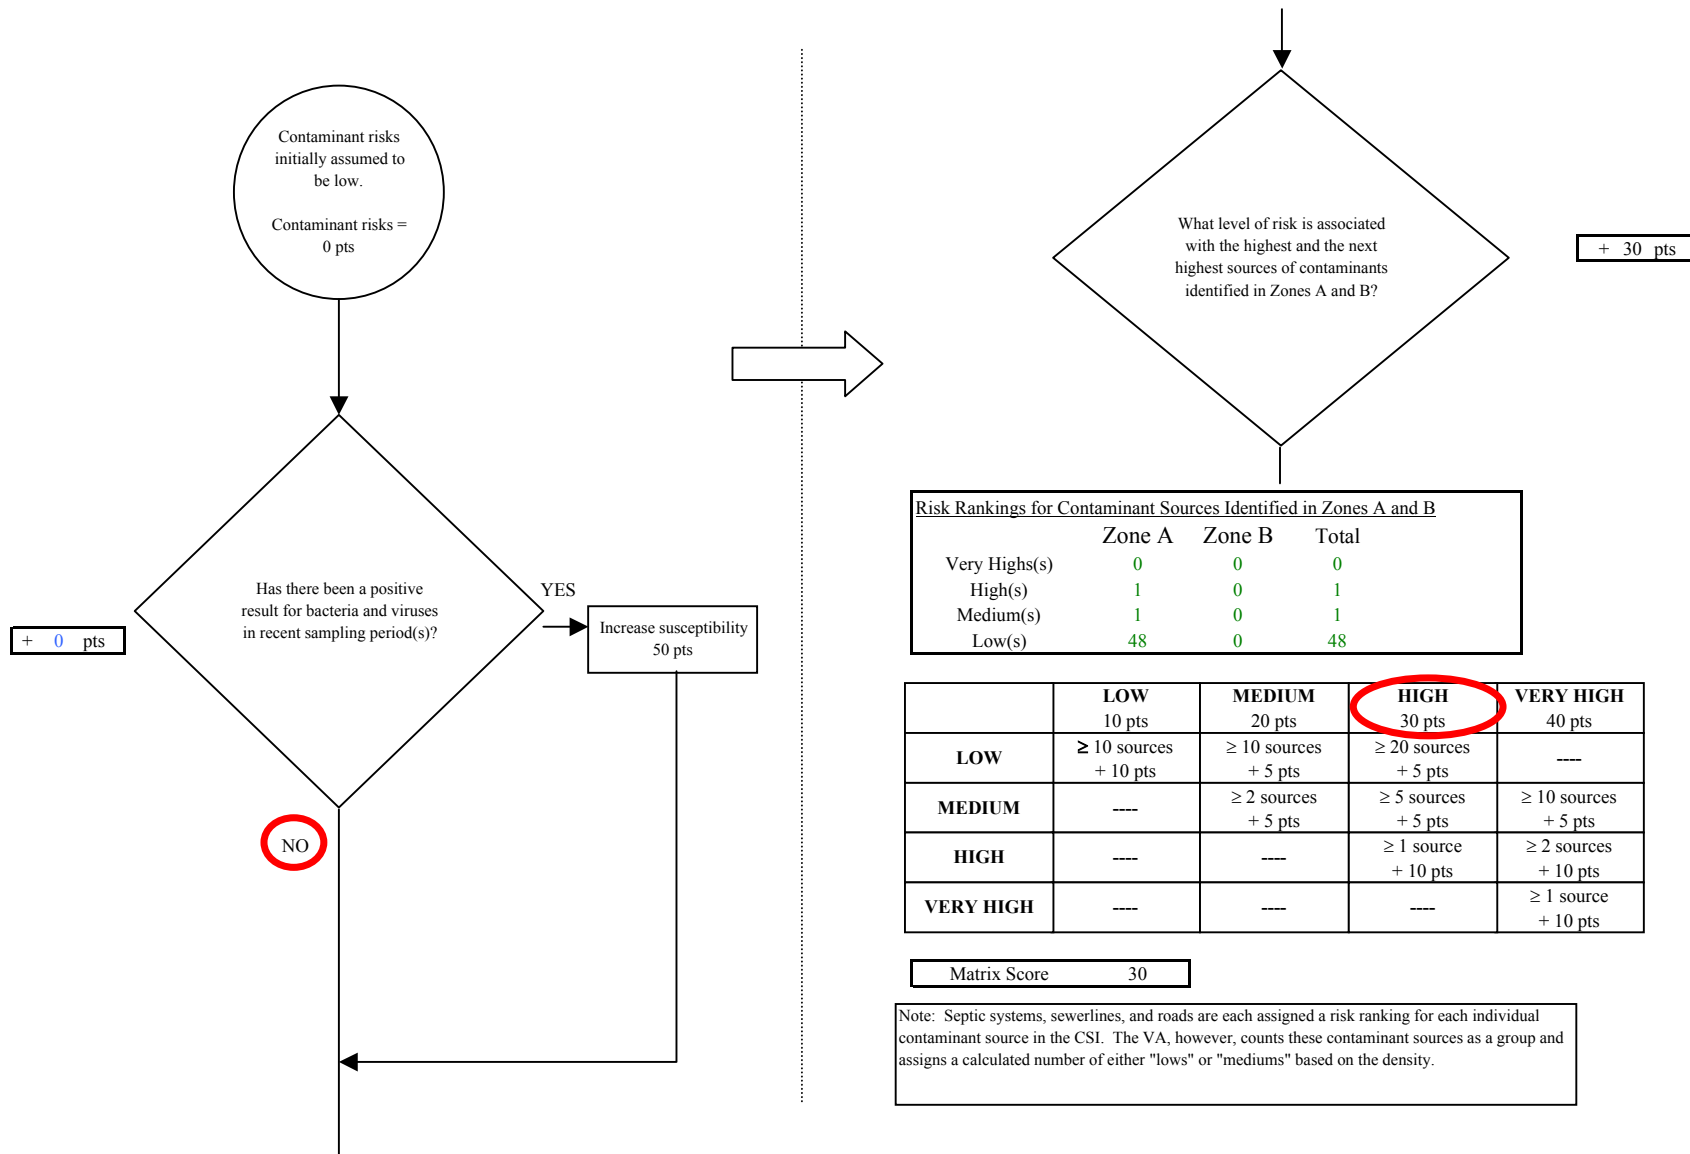 Contaminant risks
initially assumed to
be low.
Contaminant risks =
0 pts
Has there been a positive
result for bacteria and viruses
in recent sampling period(s)?
+ 0 pts
YES
Increase susceptibility
50 pts
NO
What level of risk is associated
with the highest and the next
highest sources of contaminants
identified in Zones A and B?
+ 30 pts
Risk Rankings for Contaminant Sources Identified in Zones A and B
Zone A Zone B Total
Very Highs(s) 0 0 0
High(s) 1 0 1
Medium(s) 1 0 1
Low(s) 48 0 48
LOW MEDIUM HIGH VERY HIGH
10 pts 20 pts 30 pts 40 pts
LOW ≥ 10 sources ≥ 10 sources ≥ 20 sources ----
+ 10 pts + 5 pts + 5 pts
MEDIUM ---- ≥ 2 sources ≥ 5 sources ≥ 10 sources
+ 5 pts + 5 pts + 5 pts
HIGH ---- ---- ≥ 1 source ≥ 2 sources
+ 10 pts + 10 pts
VERY HIGH ---- ---- ---- ≥ 1 source
+ 10 pts
Matrix Score 30
Note: Septic systems, sewerlines, and roads are each assigned a risk ranking for each individual
contaminant source in the CSI. The VA, however, counts these contaminant sources as a group and
assigns a calculated number of either "lows" or "mediums" based on the density.